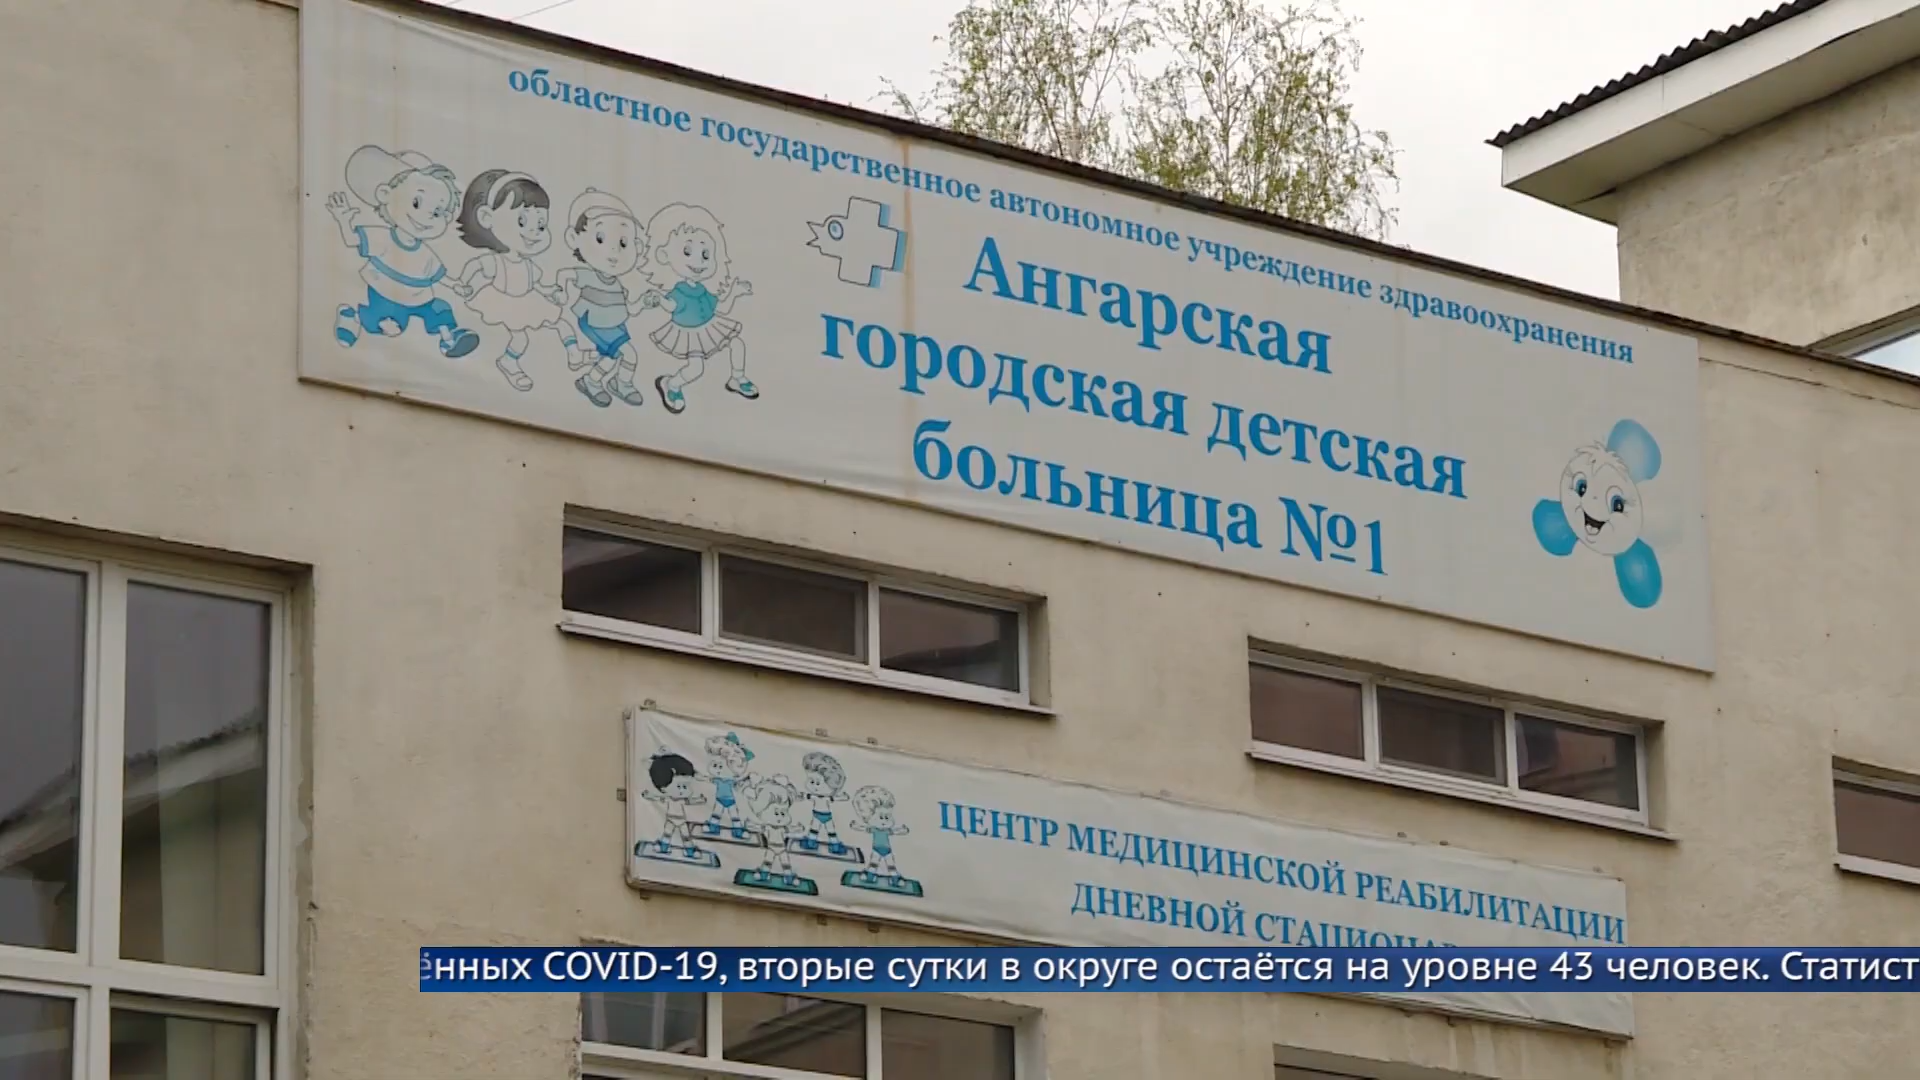 областное государственное автономное учреждение здравоохранения
Ангарская
городская детская
больница №1
ЦЕНТР МЕДИЦИНСКОЙ РЕАБИЛИТАЦИИ
ДНЕВНОЙ
COVID-19, вторые сутки в округе остаётся на уровне 43 человек.